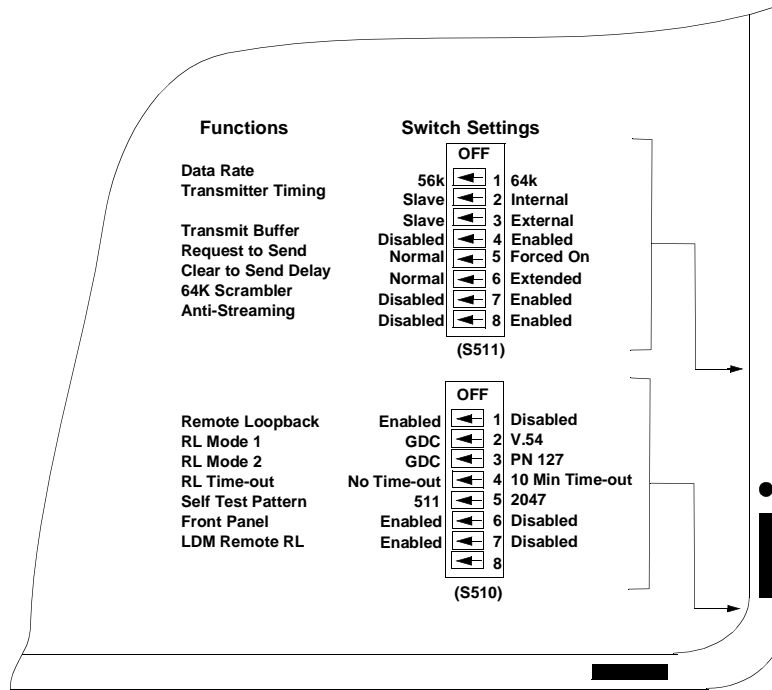 Functions Switch Settings
OFF
Data Rate 56k 1 64k
Transmitter Timing Slave 2 Internal
Slave 3 External
Transmit Buffer Disabled 4 Enabled
Request to Send Normal 5 Forced On
Clear to Send Delay Normal 6 Extended
64K Scrambler Disabled 7 Enabled
Anti-Streaming Disabled 8 Enabled
(S511)
OFF
Remote Loopback Enabled 1 Disabled
RL Mode 1 GDC 2 V.54
RL Mode 2 GDC 3 PN 127
RL Time-out No Time-out 4 10 Min Time-out
Self Test Pattern 511 5 2047
Front Panel Enabled 6 Disabled
LDM Remote RL Enabled 7 Disabled
8
(S510)